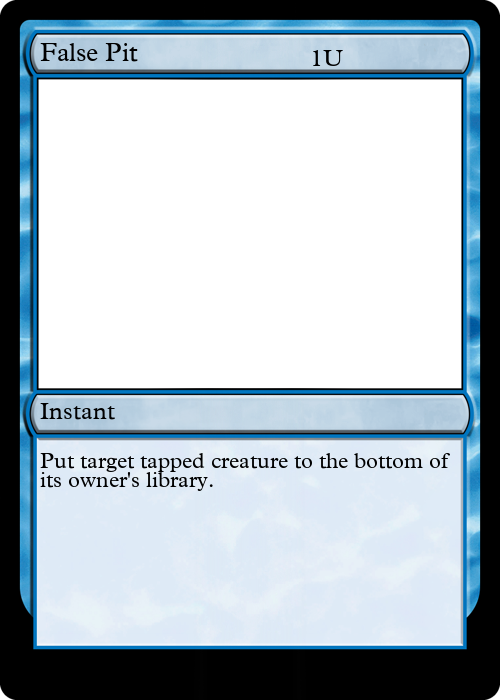 False Pit 1U
Instant
Put target tapped creature to the bottom of
its owner's library.